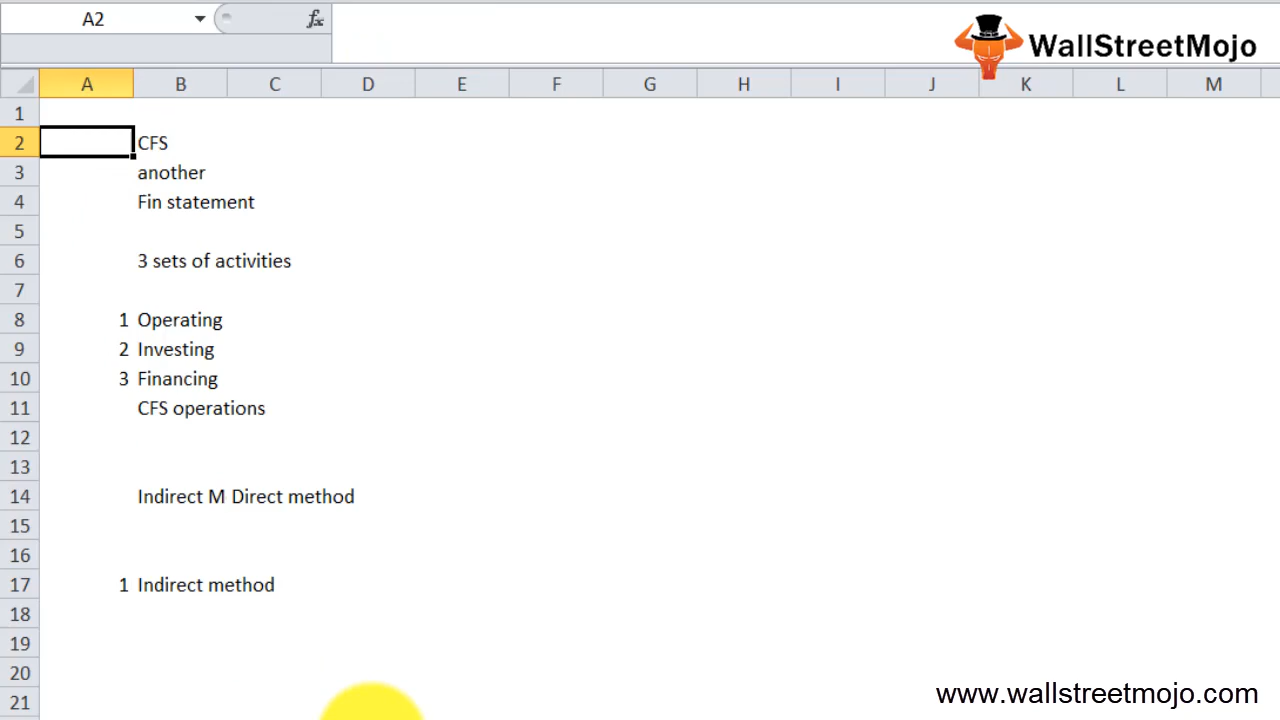 A2 fx
WallStreetMojo
A B C D E F G H I J K L M
1
2 CFS
3 another
4 Fin statement
5
6 3 sets of activities
7
8 1 Operating
9 2 Investing
10 3 Financing
11 CFS operations
12
13
14 Indirect M Direct method
15
16
17 1 Indirect method
18
19
20
21
www.wallstreetmojo.com